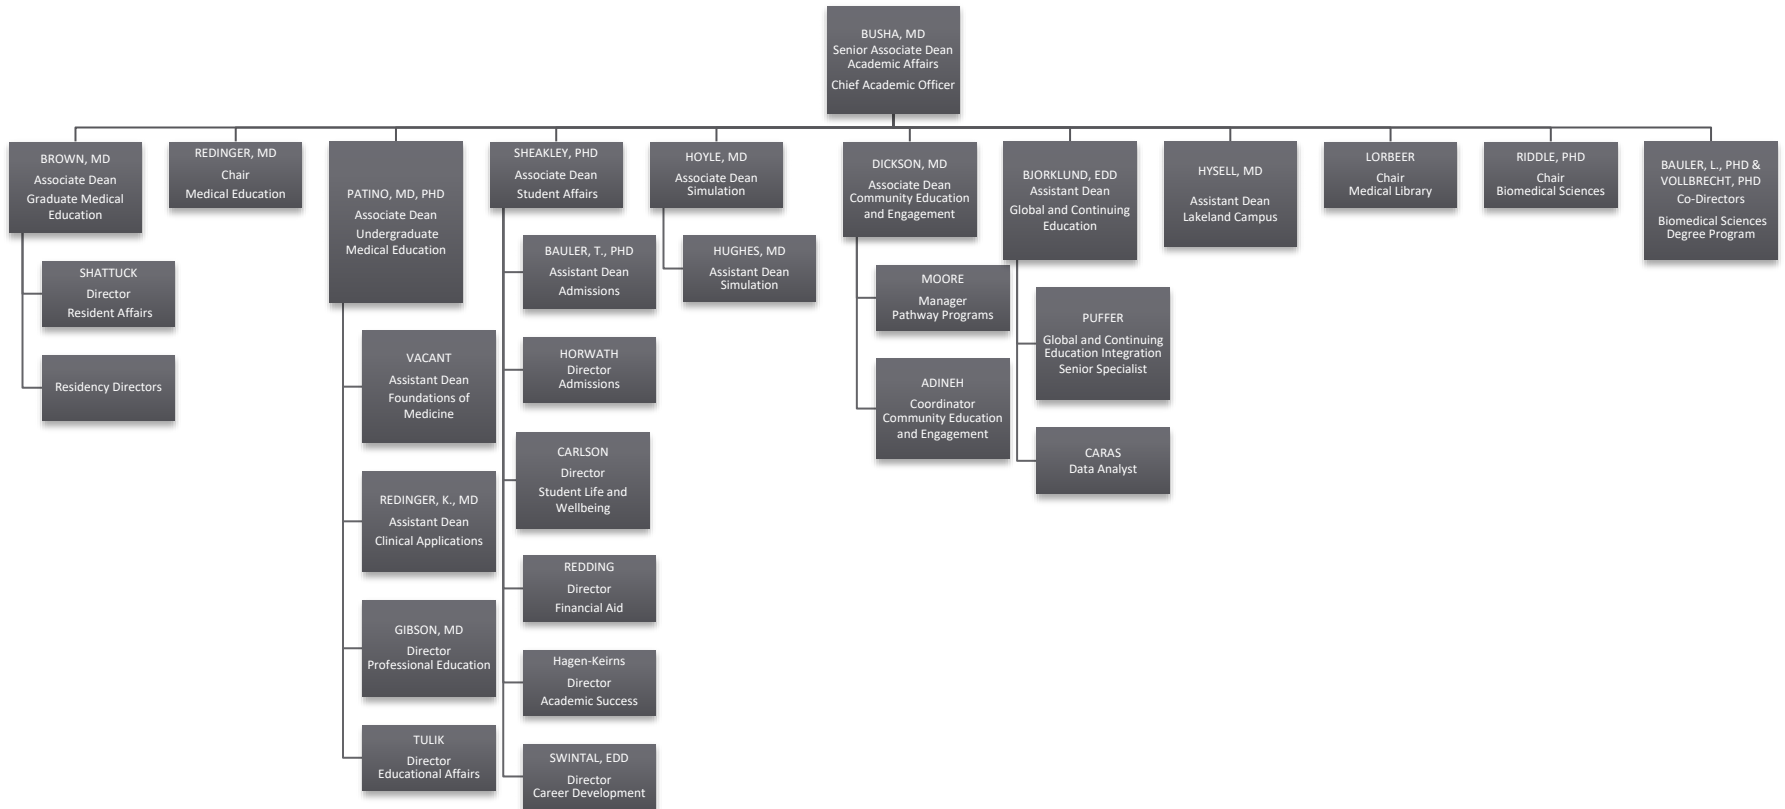 BUSHA, MD
Senior Associate Dean
Academic Affairs
Chief Academic Officer
BROWN, MD
Associate Dean
Graduate Medical
Education
SHATTUCK
Director
Resident Affairs
Residency Directors
REDINGER, MD
Chair
Medical Education
PATINO, MD, PHD
Associate Dean
Undergraduate
Medical Education
VACANT
Assistant Dean
Foundations of
Medicine
REDINGER, K., MD
Assistant Dean
Clinical Applications
GIBSON, MD
Director
Professional Education
TULIK
Director
Educational Affairs
SHEAKLEY, PHD
Associate Dean
Student Affairs
BAULER, T., PHD
Assistant Dean
Admissions
HORWATH
Director
Admissions
CARLSON
Director
Student Life and
Wellbeing
REDDING
Director
Financial Aid
Hagen-Keirns
Director
Academic Success
SWINTAL, EDD
Director
Career Development
HOYLE, MD
Associate Dean
Simulation
HUGHES, MD
Assistant Dean
Simulation
DICKSON, MD
Associate Dean
Community Education
and Engagement
MOORE
Manager
Pathway Programs
ADINEH
Coordinator
Community Education
and Engagement
BJORKLUND, EDD
Assistant Dean
Global and Continuing
Education
PUFFER
Global and Continuing
Education Integration
Senior Specialist
CARAS
Data Analyst
HYSELL, MD
Assistant Dean
Lakeland Campus
LORBEER
Chair
Medical Library
RIDDLE, PHD
Chair
Biomedical Sciences
BAULER, L., PHD &
VOLLBRECHT, PHD
Co-Directors
Biomedical Sciences
Degree Program